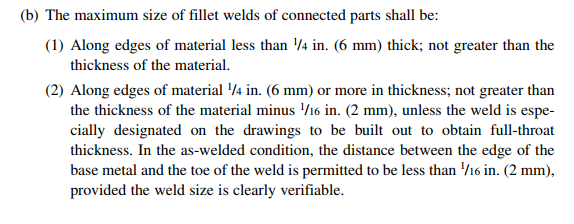 (b) The maximum size of fillet welds of connected parts shall be:
(1) Along edges of material less than 1/4 in. (6 mm) thick; not greater than the
thickness of the material.
(2) Along edges of material 1/4 in. (6 mm) or more in thickness; not greater than
the thickness of the material minus 1/16 in. (2 mm), unless the weld is espe-
cially designated on the drawings to be built out to obtain full-throat
thickness. In the as-welded condition, the distance between the edge of the
base metal and the toe of the weld is permitted to be less than 1/16 in. (2 mm),
provided the weld size is clearly verifiable.